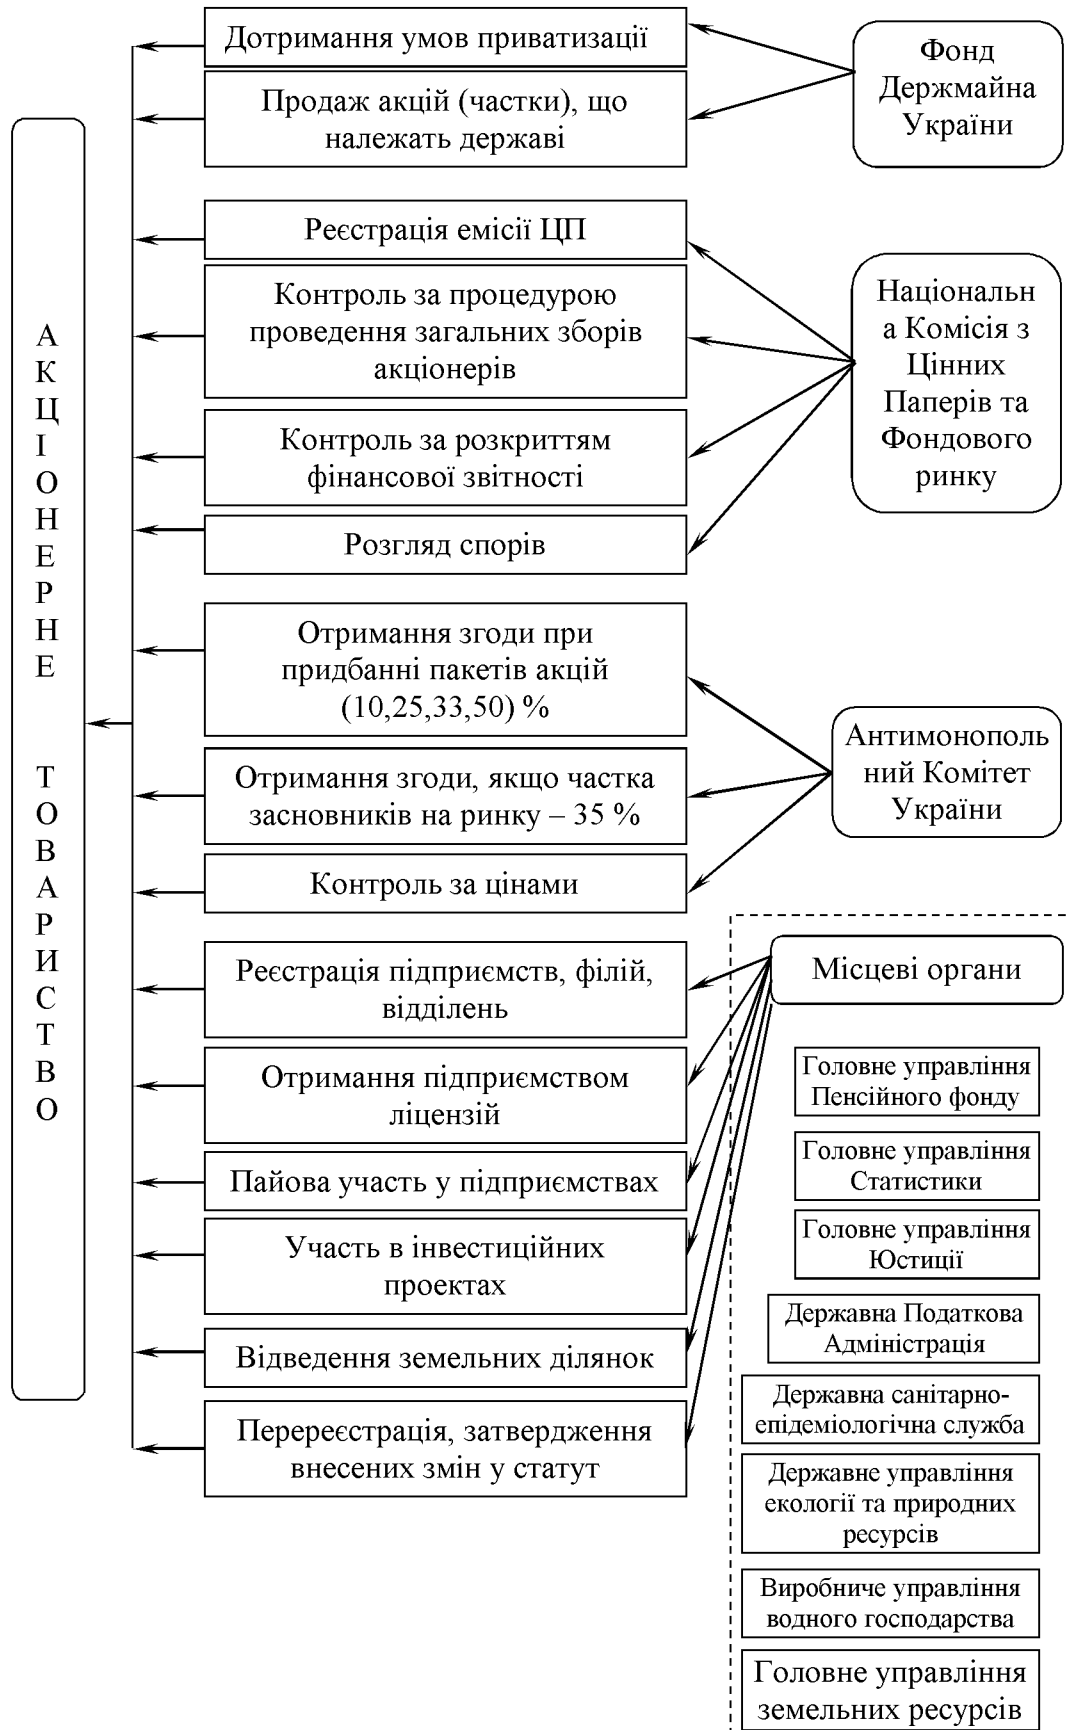 Дотримання умов приватизації
Продаж акцій (частки), що
належать державі
Фонд
Держмайна
України
АКЦІОНЕРНЕ ТОВАРИСТВО
Реєстрація емісії ЦП
Контроль за процедурою
проведення загальних зборів
акціонерів
Контроль за розкриттям
фінансової звітності
Розгляд спорів
Національн
а Комісія з
Цінних
Паперів та
Фондового
ринку
Отримання згоди при
придбанні пакетів акцій
(10,25,33,50) %
Отримання згоди, якщо частка
засновників на ринку – 35 %
Контроль за цінами
Антимонополь
ний Комітет
України
Реєстрація підприємств, філій,
відділень
Отримання підприємством
ліцензій
Пайова участь у підприємствах
Участь в інвестиційних
проектах
Відведення земельних ділянок
Перереєстрація, затвердження
внесених змін у статут
Місцеві органи
Головне управління
Пенсійного фонду
Головне управління
Статистики
Головне управління
Юстиції
Державна Податкова
Адміністрація
Державна санітарно-
епідеміологічна служба
Державне управління
екології та природних
ресурсів
Виробниче управління
водного господарства
Головне управління
земельних ресурсів